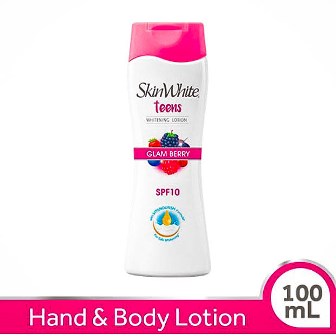 SkinWhite
teens
WHITENING LOTION
GLAM BERRY
SPF10
Hand & Body Lotion
100
mL